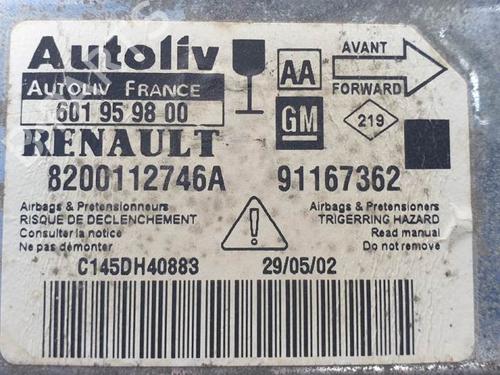 Autoliv
AUTOLIV FRANCE
601 95 98 00
RENAULT
8200112746A
AA
GM
AVANT
FORWARD
219
91167362
Airbags & Pretensionneurs
RISQUE DE DECLENCHEMENT
Consulter la notice
Ne pas démonter
Airbags & Pretensioners
TRIGERRING HAZARD
Read manual
Do not remove
C145DH40883
29/05/02